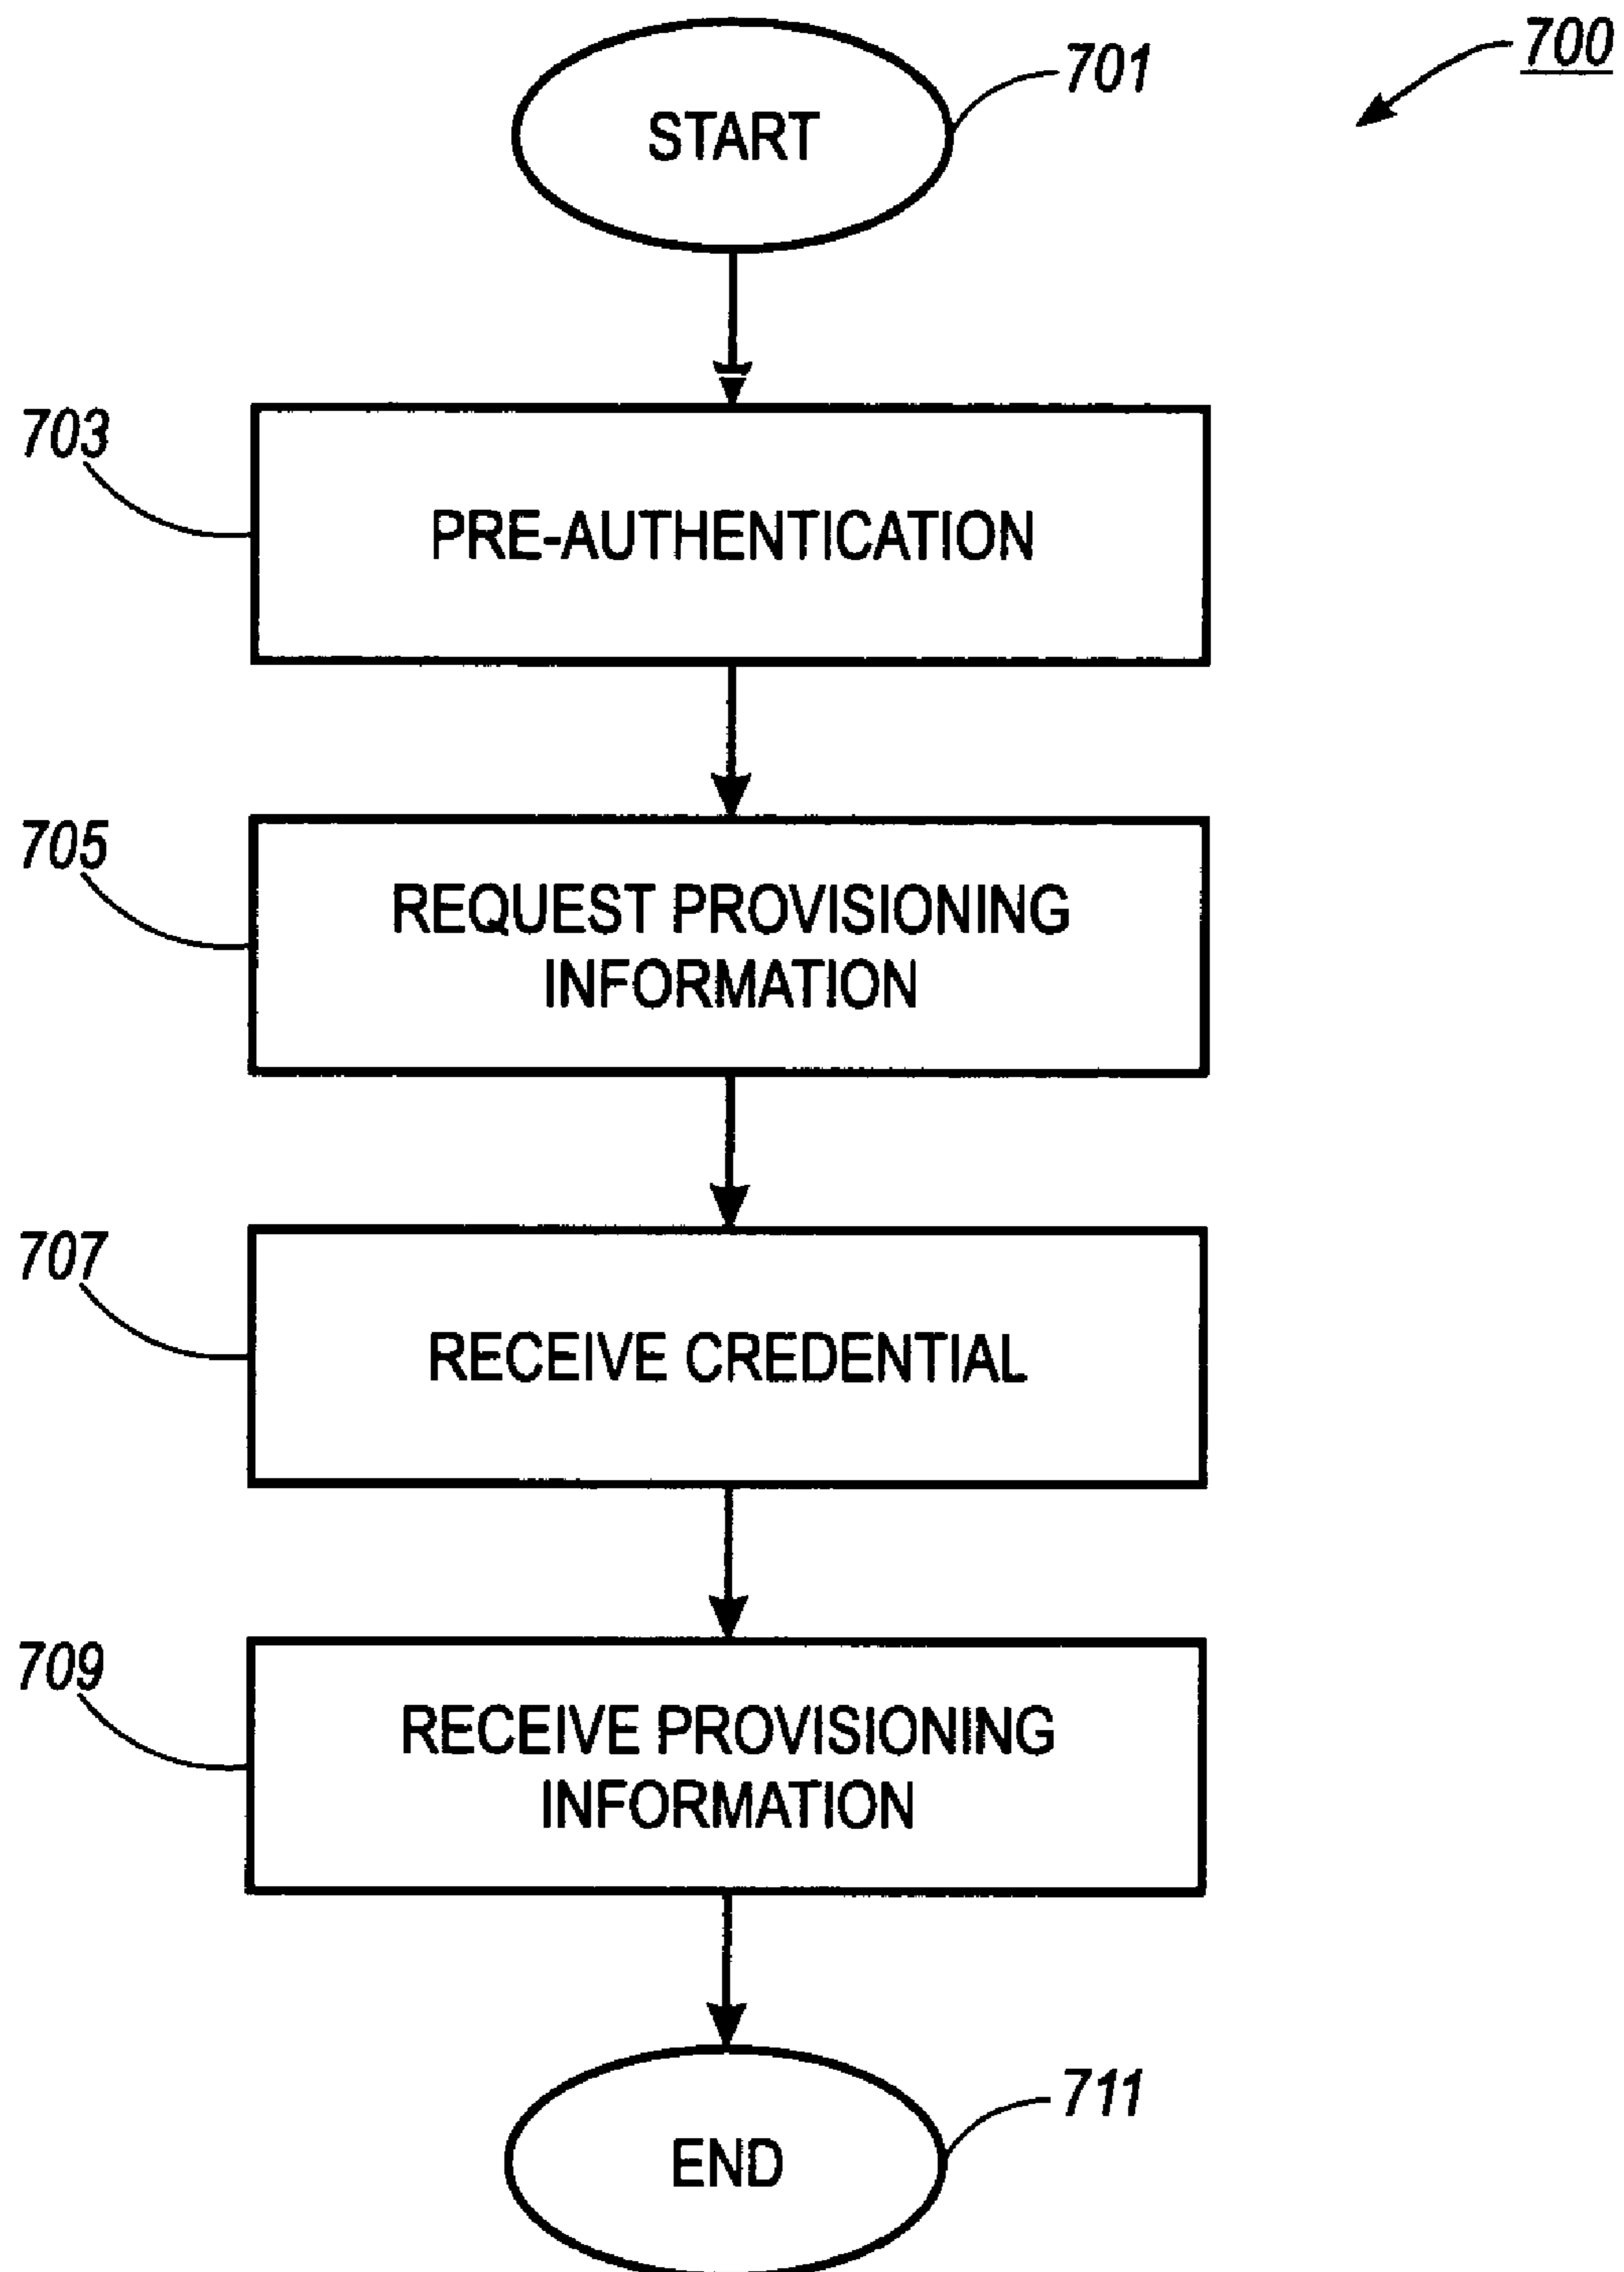 700
701
START
703
PRE-AUTHENTICATION
705
REQUEST PROVISIONING
INFORMATION
707
RECEIVE CREDENTIAL
709
RECEIVE PROVISIONING
INFORMATION
711
END